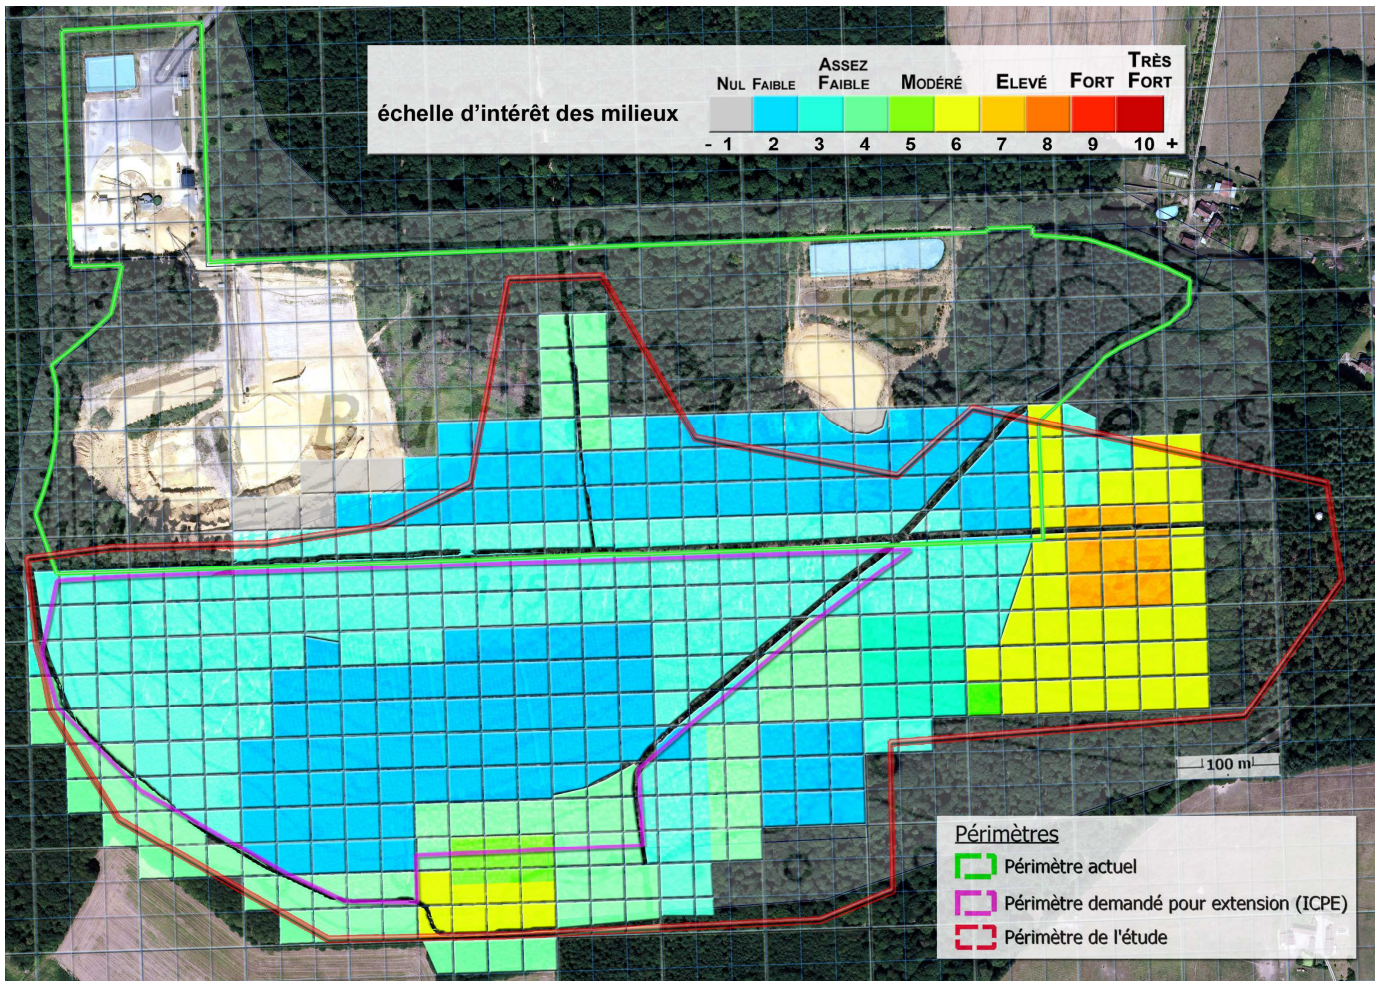 NUL FAIBLE ASSEZ FAIBLE MODÉRÉ ELEVÉ FORT TRÈS FORT
échelle d'intérêt des milieux
- 1 2 3 4 5 6 7 8 9 10 +
Carr
100 m
Périmètres
Périmètre actuel
Périmètre demandé pour extension (ICPE)
Périmètre de l'étude